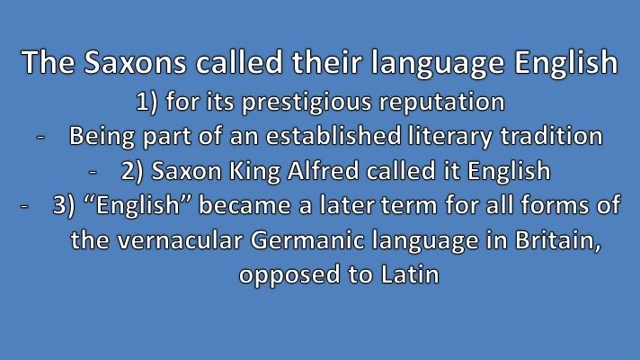 The Saxons called their language English
1) for its prestigious reputation
- Being part of an established literary tradition
- 2) Saxon King Alfred called it English
- 3) “English” became a later term for all forms of
the vernacular Germanic language in Britain,
opposed to Latin